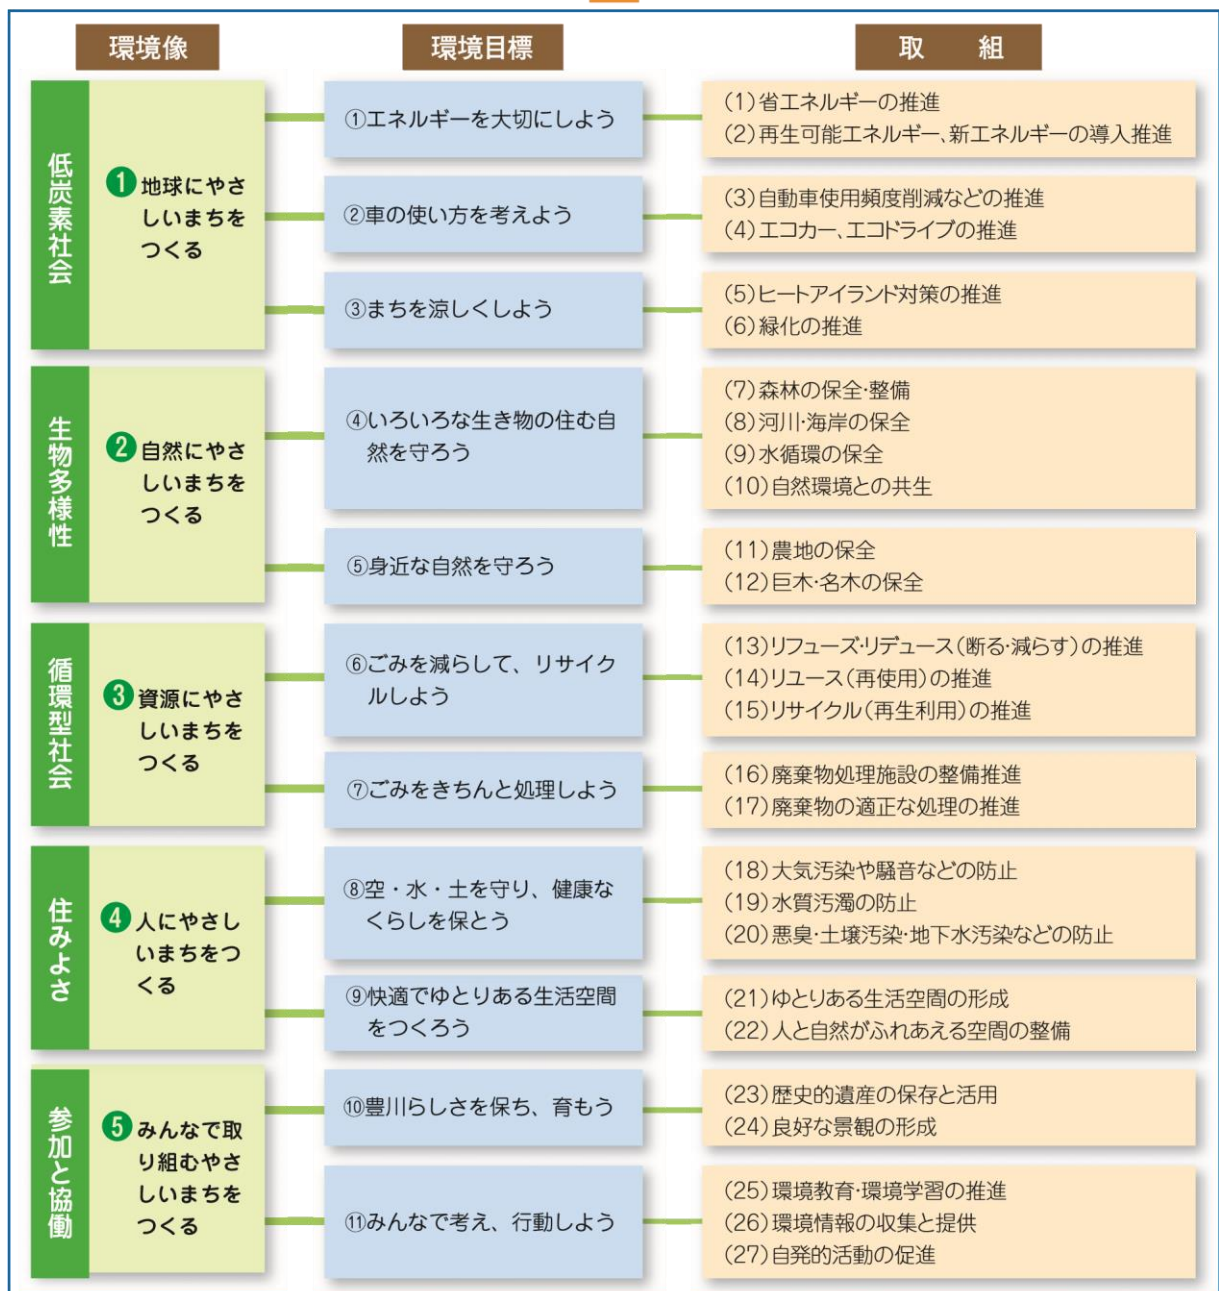 環境像
環境目標
取組
低炭素社会
❶地球にやさ
しいまちを
つくる
①エネルギーを大切にしよう
(1)省エネルギーの推進
(2)再生可能エネルギー、新エネルギーの導入推進
②車の使い方を考えよう
(3)自動車使用頻度削減などの推進
(4)エコカー、エコドライブの推進
③まちを涼しくしよう
(5)ヒートアイランド対策の推進
(6)緑化の推進
生物多様性
❷自然にやさ
しいまちを
つくる
④いろいろな生き物の住む自
然を守ろう
(7)森林の保全・整備
(8)河川・海岸の保全
(9)水循環の保全
(10)自然環境との共生
⑤身近な自然を守ろう
(11)農地の保全
(12)巨木・名木の保全
循環型社会
❸資源にやさ
しいまちを
つくる
⑥ごみを減らして、リサイク
ルしよう
(13)リフューズ・リデュース(断る・減らす)の推進
(14)リユース(再使用)の推進
(15)リサイクル(再生利用)の推進
⑦ごみをきちんと処理しよう
(16)廃棄物処理施設の整備推進
(17)廃棄物の適正な処理の推進
住みよさ
❹人にやさし
いまちをつ
くる
⑧空・水・土を守り、健康な
くらしを保とう
(18)大気汚染や騒音などの防止
(19)水質汚濁の防止
(20)悪臭・土壌汚染・地下水汚染などの防止
⑨快適でゆとりある生活空間
をつくろう
(21)ゆとりある生活空間の形成
(22)人と自然がふれあえる空間の整備
参加と協働
❺みんなで取
り組むやさ
しいまちを
つくる
⑩豊川らしさを保ち、育もう
(23)歴史的遺産の保存と活用
(24)良好な景観の形成
⑪みんなで考え、行動しよう
(25)環境教育・環境学習の推進
(26)環境情報の収集と提供
(27)自発的活動の促進